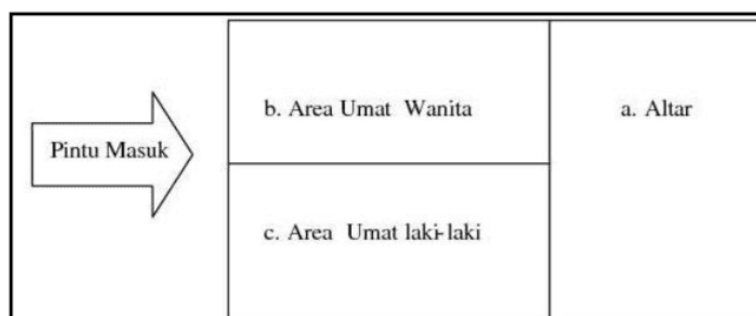 b. Area Umat Wanita
a. Altar
Pintu Masuk
c. Area Umat laki-laki